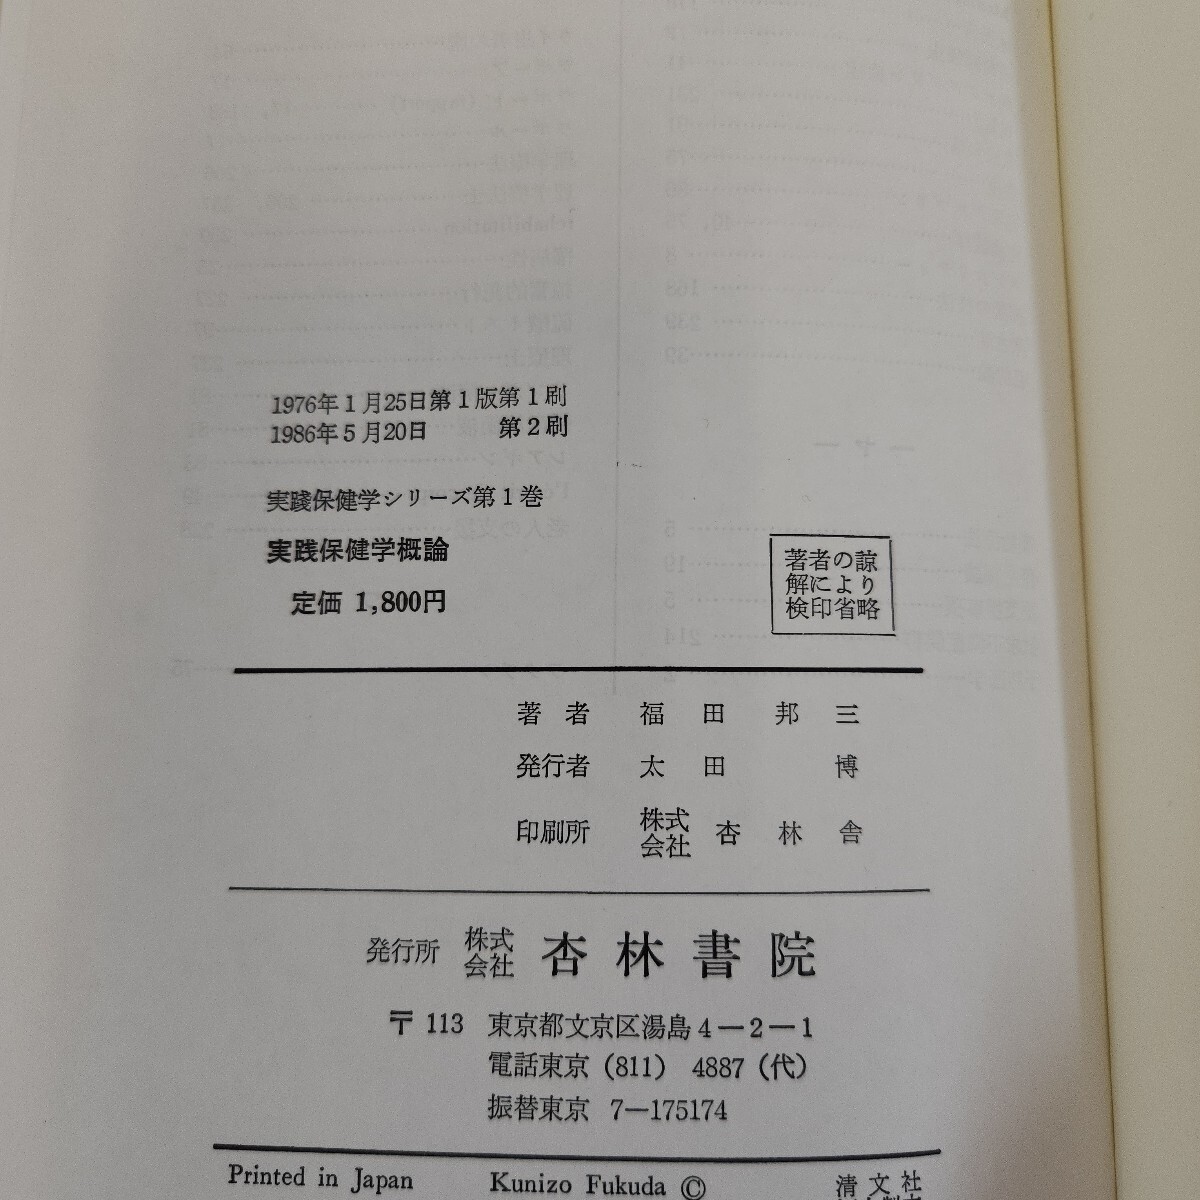 1976年1月25日第1版第1刷
1986年5月20日 第2刷
実践保健学シリーズ第1巻
実践保健学概論
定価 1,800円
著者の諒
解により
検印省略
著者 福田邦三
発行者 太田博
印刷所 株式会社 杏林舎
発行所 株式会社 杏林書院
〒113 東京都文京区湯島4−2−1
電話東京 (811) 4887 (代)
振替東京 7−175174
Printed in Japan Kunizo Fukuda © 清文社